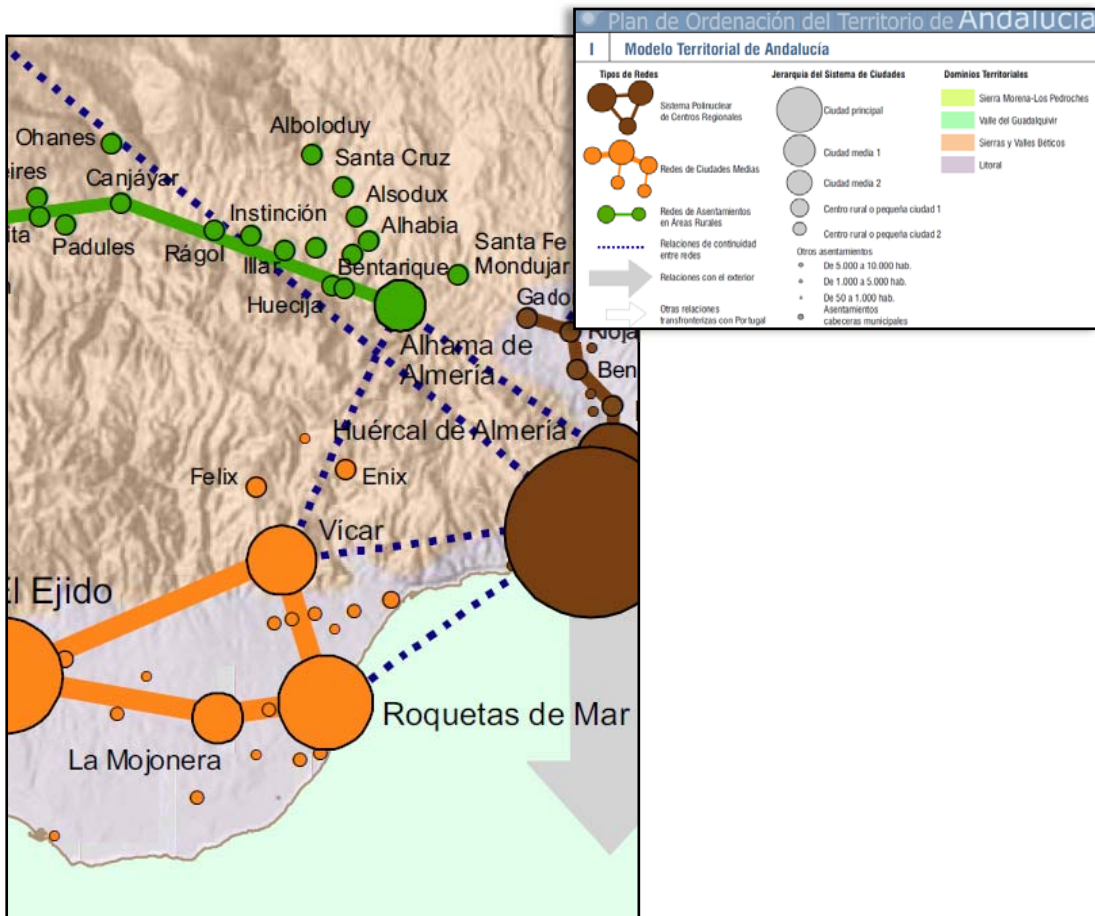 Plan de Ordenación del Territorio de Andalucía
I Modelo Territorial de Andalucía
Tipos de Redes
Sistema Polinuclear
de Centros Regionales
Redes de Ciudades Medias
Redes de Asentamientos
en Áreas Rurales
Relaciones de continuidad
entre redes
Relaciones con el exterior
Otras relaciones
transfronterizas con Portugal
Jerarquía del Sistema de Ciudades
Ciudad principal
Ciudad media 1
Ciudad media 2
Centro rural o pequeña ciudad 1
Centro rural o pequeña ciudad 2
Otros asentamientos
De 5.000 a 10.000 hab.
De 1.000 a 5.000 hab.
De 50 a 1.000 hab.
Asentamientos
cabeceras municipales
Dominios Territoriales
Sierra Morena-Los Pedroches
Valle del Guadalquivir
Sierras y Valles Béticos
Litoral
Ohanes
Alboloduy
Santa Cruz
eires
Canjáyar
Alsodux
Instinción
Alhabia
ita
Padules
Rágol
Illar
Bentarique
Santa Fe
Mondujar
Huecija
Gado
Rioja
Alhama de
Almería
Ben
Huércal de Almería
Felix
Enix
Vícar
El Ejido
Roquetas de Mar
La Mojonera